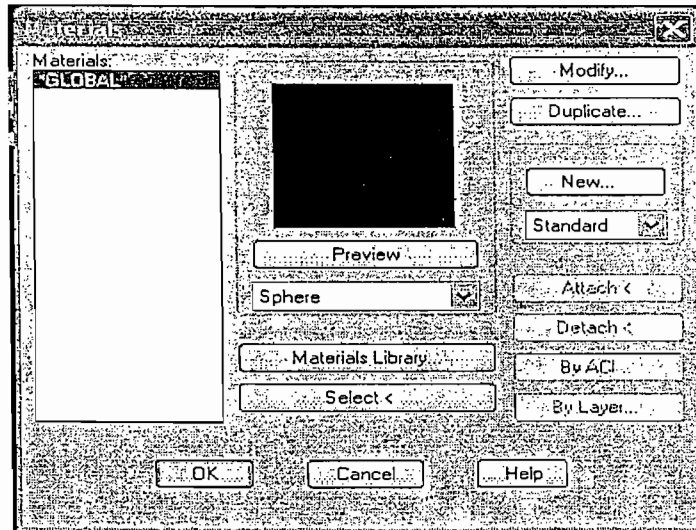 Materials
Materials:
*GLOBAL*
Preview
Sphere
Materials Library...
Select <
Modify...
Duplicate...
New...
Standard
Attach <
Detach <
By ACI...
By Layer...
OK
Cancel
Help